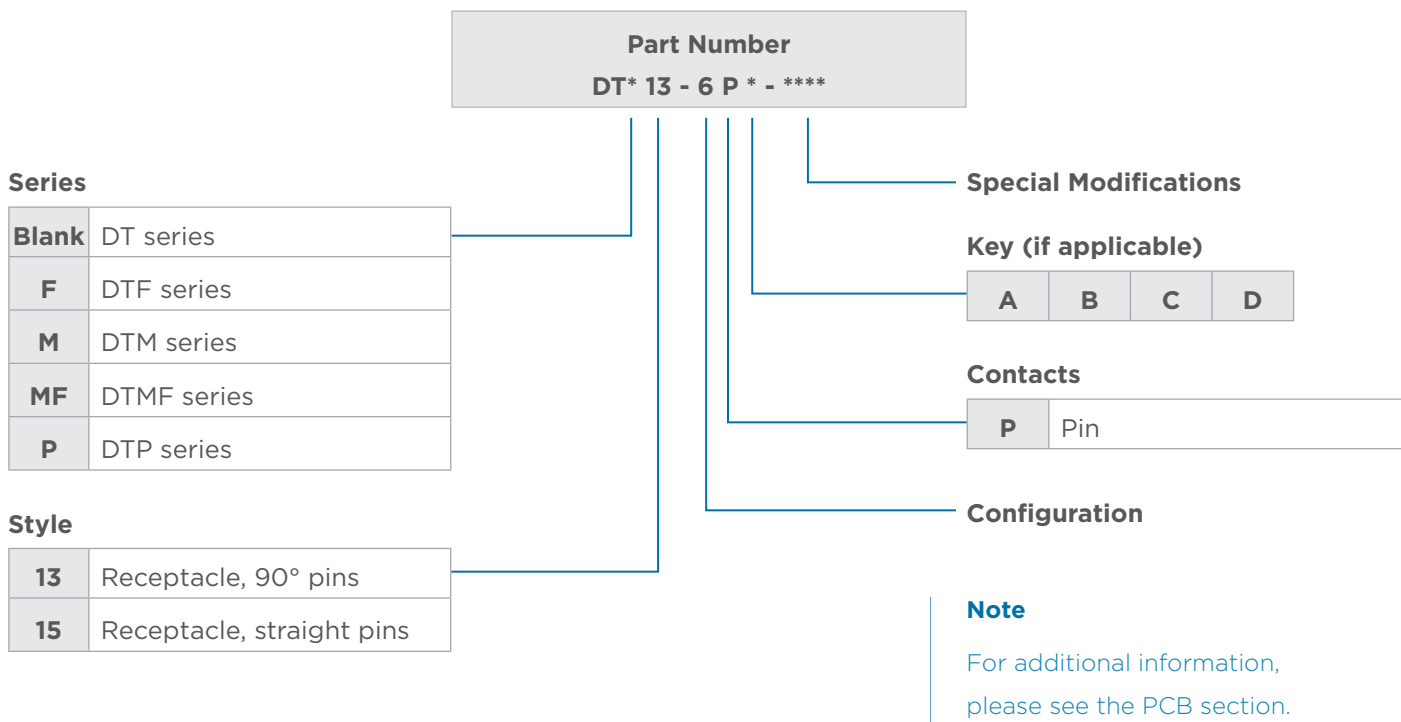 Part Number
DT* 13 - 6 P * - ****
Series
Blank DT series
F DTF series
M DTM series
MF DTMF series
P DTP series
Style
13 Receptacle, 90° pins
15 Receptacle, straight pins
Special Modifications
Key (if applicable)
A B C D
Contacts
P Pin
Configuration
Note
For additional information,
please see the PCB section.